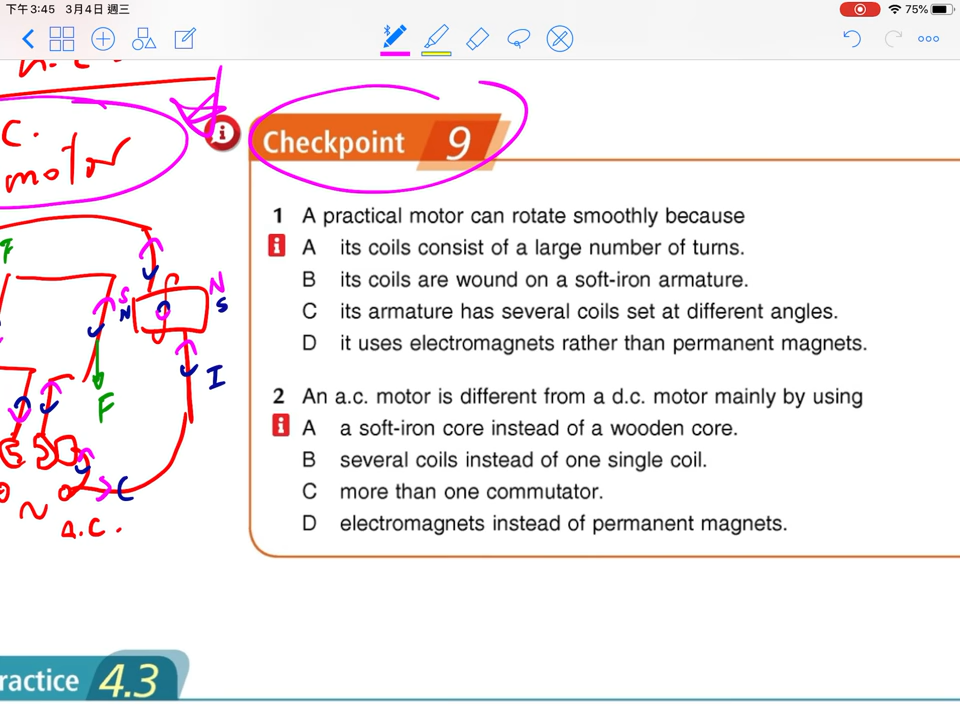 下午3:45 3月4日 週三
75%
C.
motor
Checkpoint 9
1 A practical motor can rotate smoothly because
A its coils consist of a large number of turns.
B its coils are wound on a soft-iron armature.
C its armature has several coils set at different angles.
D it uses electromagnets rather than permanent magnets.
2 An a.c. motor is different from a d.c. motor mainly by using
A a soft-iron core instead of a wooden core.
B several coils instead of one single coil.
C more than one commutator.
D electromagnets instead of permanent magnets.
F
S
N
N
S
I
F
a.c.
ractice 4.3